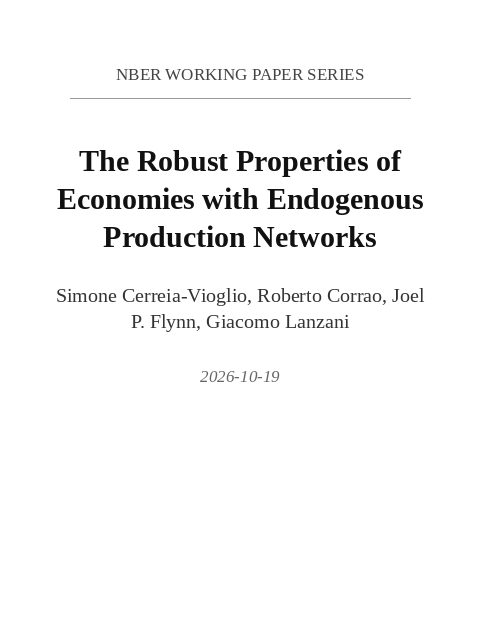 NBER WORKING PAPER SERIES
The Robust Properties of
Economies with Endogenous
Production Networks
Simone Cerreia-Vioglio, Roberto Corrao, Joel
P. Flynn, Giacomo Lanzani
2026-10-19